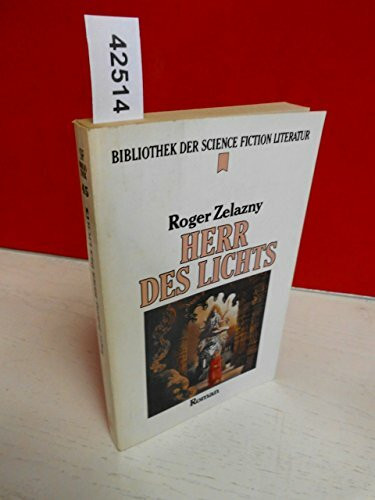 42514
BIBLIOTHEK DER SCIENCE FICTION LITERATUR
Roger Zelazny
HERR
DES LICHTS
Roman